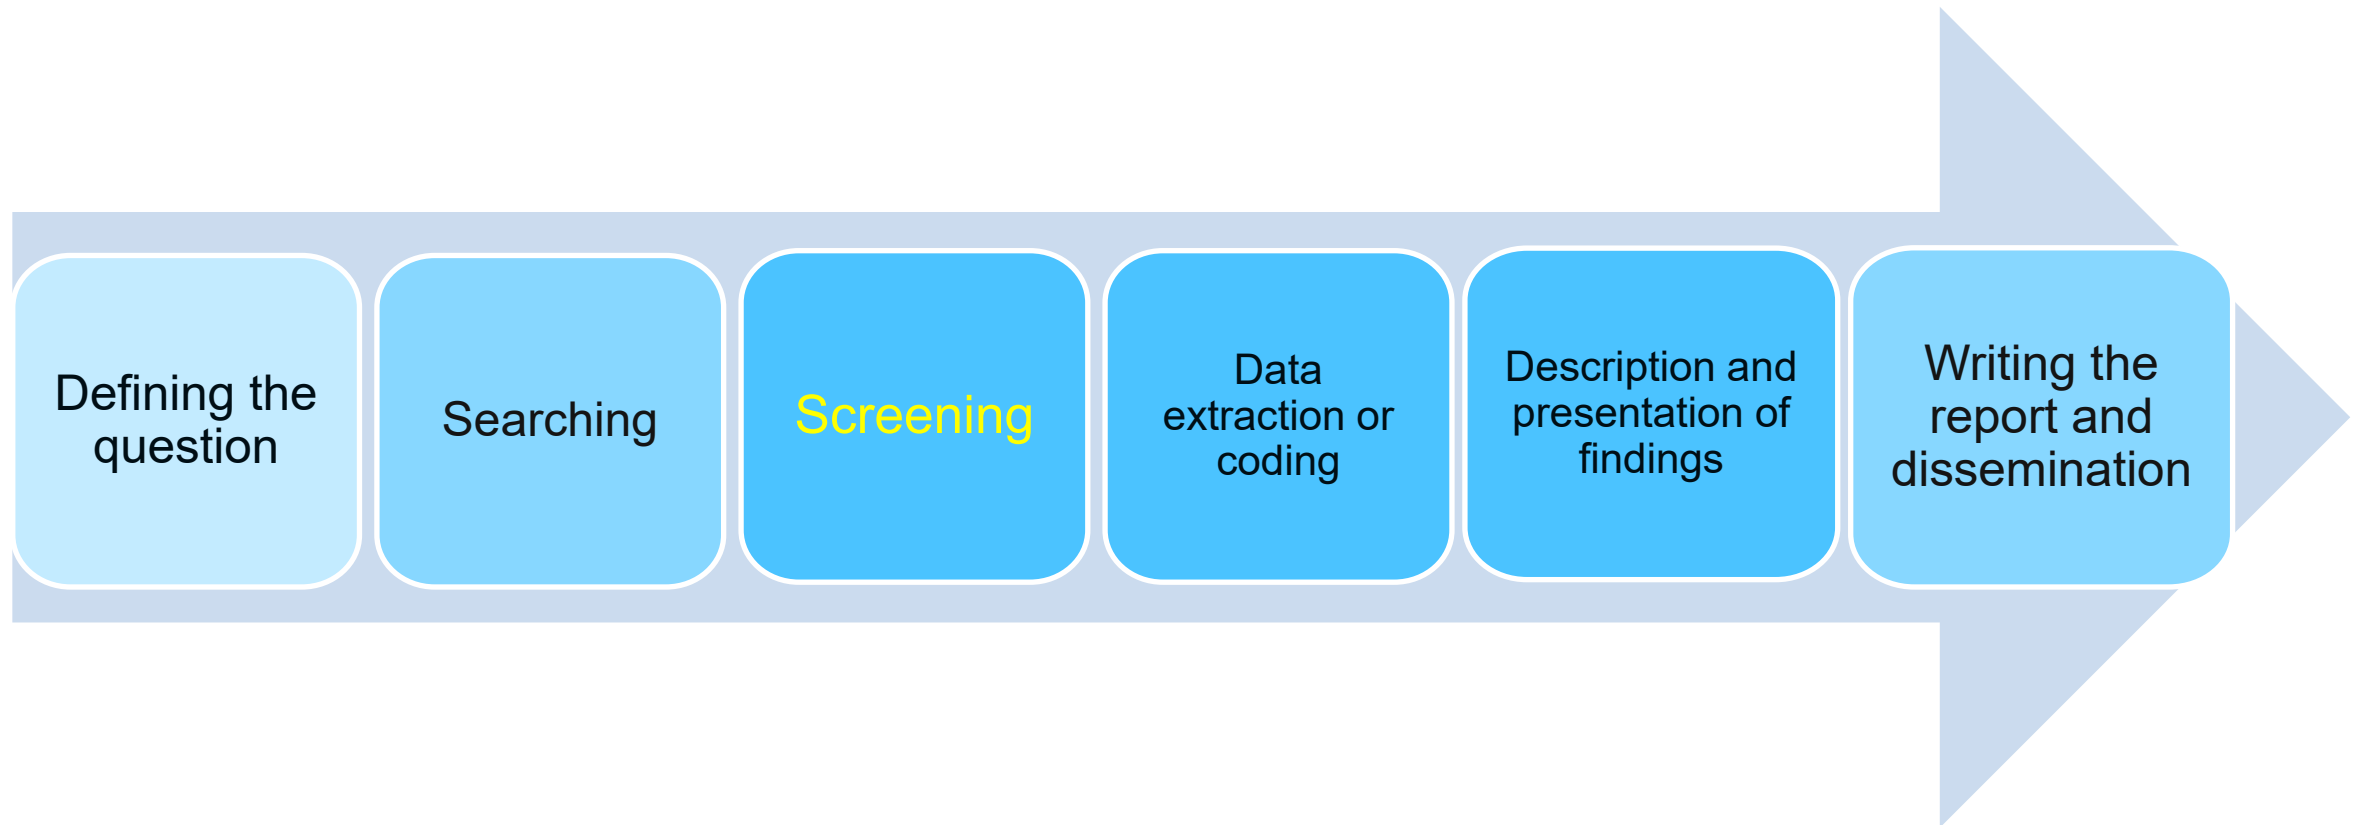 Defining the
question
Searching
Screening
Data
extraction or
coding
Description and
presentation of
findings
Writing the
report and
dissemination